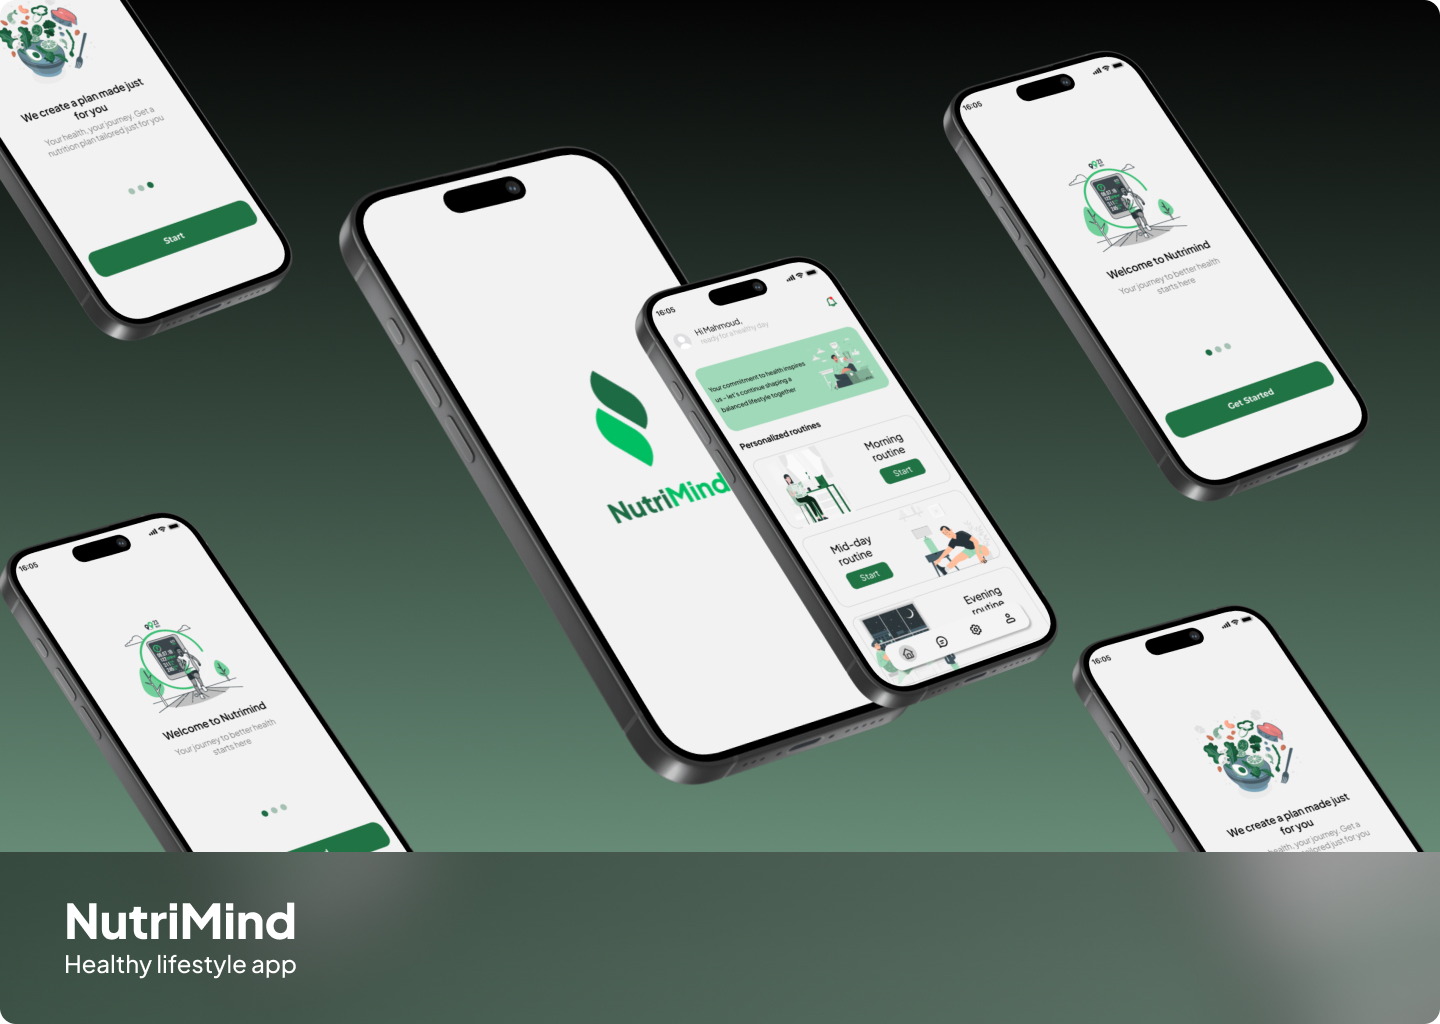 We create a plan made just
for you
Your health, your journey. Get a
nutrition plan tailored just for you
Start
NutriMind
16:05
Hi Mahmoud,
ready for a healthy day
Your commitment to health inspires
us - let's continue shaping a
balanced lifestyle together
Personalized routines
Morning
routine
Start
Mid-day
routine
Start
Evening
routine
16:05
Welcome to Nutrimind
Your journey to better health
starts here
Get Started
16:05
Welcome to Nutrimind
Your journey to better health
starts here
16:05
We create a plan made just
for you
health, your journey. Get a
tailored just for you
NutriMind
Healthy lifestyle app